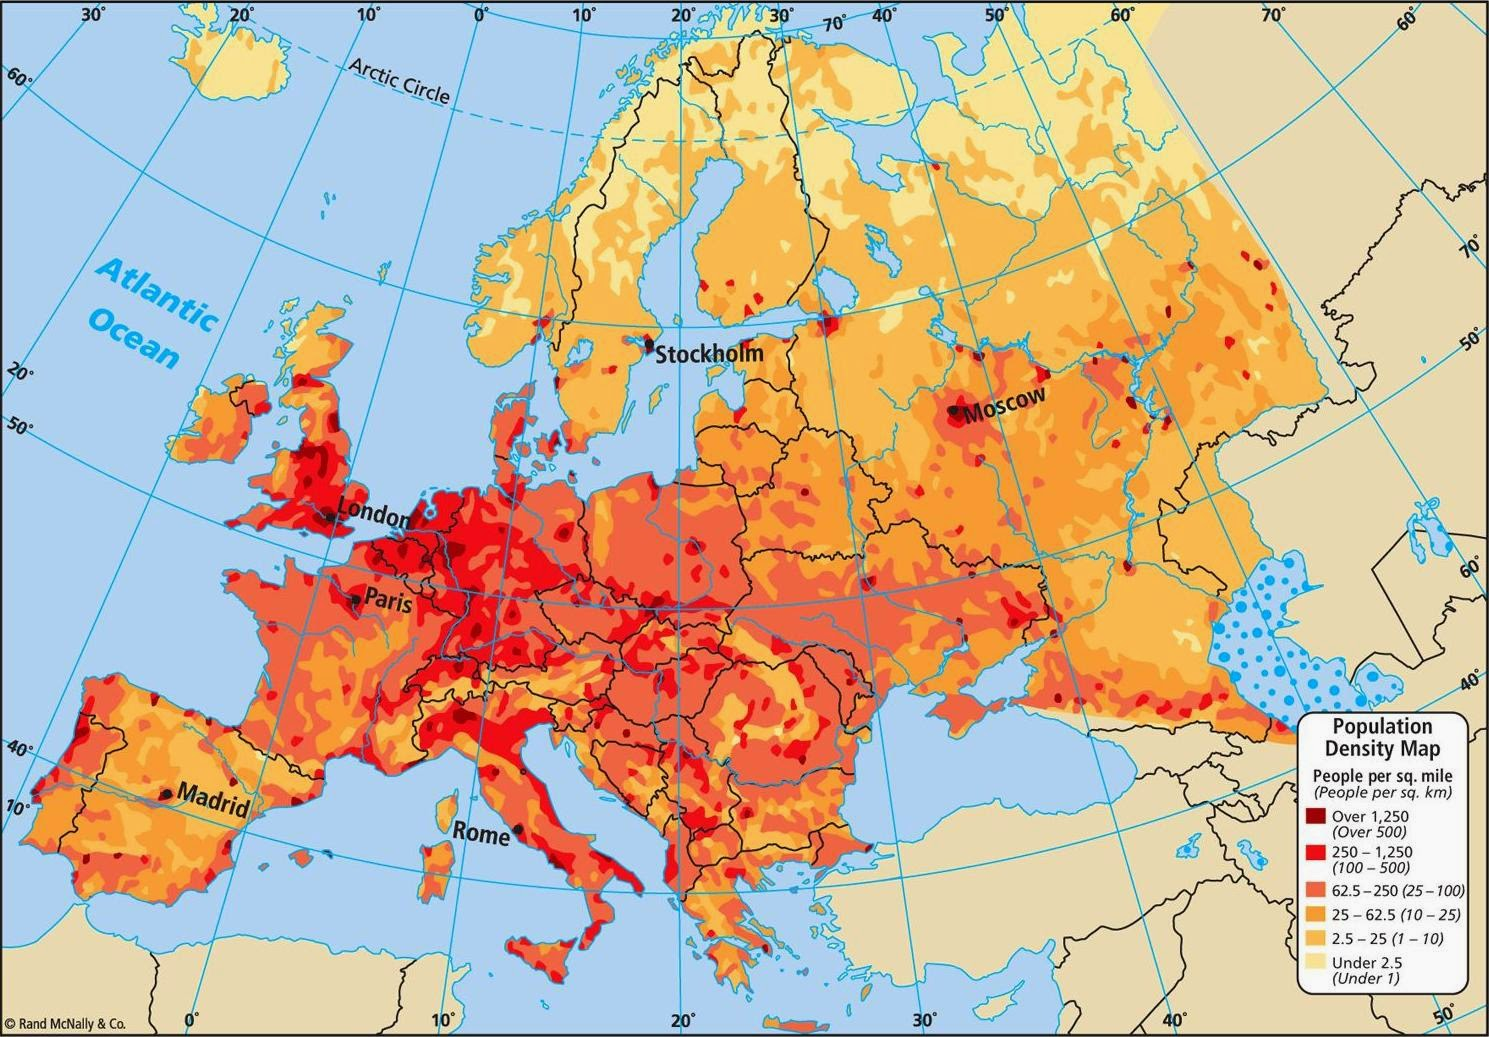 30°
20°
10°
0°
10°
20°
30°
70°
40°
50°
60°
70°
60°
60°
Arctic Circle
70°
Atlantic
Ocean
50°
20°
Stockholm
50°
Moscow
London
60°
Paris
40°
40°
Madrid
10°
Rome
Population
Density Map
People per sq. mile
(People per sq. km)
Over 1,250
(Over 500)
250 – 1,250
(100 – 500)
62.5 – 250 (25 – 100)
25 – 62.5 (10 – 25)
2.5 – 25 (1 – 10)
Under 2.5
(Under 1)
© Rand McNally & Co.
0°
10°
20°
30°
40°
50°